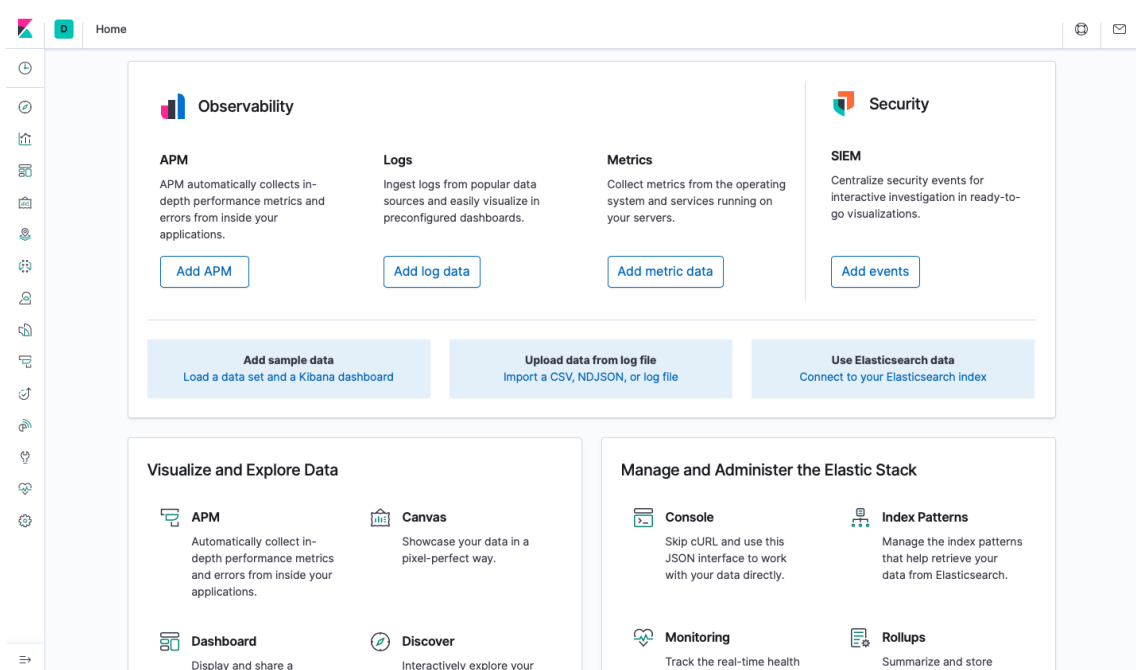 D Home
Observability
Security
APM
APM automatically collects in-
depth performance metrics and
errors from inside your
applications.
Add APM
Logs
Ingest logs from popular data
sources and easily visualize in
preconfigured dashboards.
Add log data
Metrics
Collect metrics from the operating
system and services running on
your servers.
Add metric data
SIEM
Centralize security events for
interactive investigation in ready-to-
go visualizations.
Add events
Add sample data
Load a data set and a Kibana dashboard
Upload data from log file
Import a CSV, NDJSON, or log file
Use Elasticsearch data
Connect to your Elasticsearch index
Visualize and Explore Data
APM
Automatically collect in-
depth performance metrics
and errors from inside your
applications.
Canvas
Showcase your data in a
pixel-perfect way.
Dashboard
Display and share a
Discover
Interactively explore your
Manage and Administer the Elastic Stack
Console
Skip cURL and use this
JSON interface to work
with your data directly.
Index Patterns
Manage the index patterns
that help retrieve your
data from Elasticsearch.
Monitoring
Track the real-time health
Rollups
Summarize and store